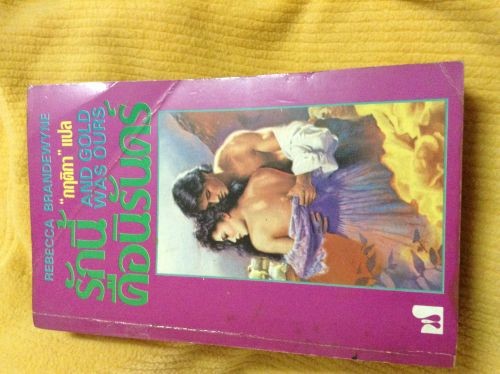 REBECCA BRANDEWYNE
"กฤติกา" แปล
AND GOLD
WAS OURS
รักนี้
คือนิรันดร์